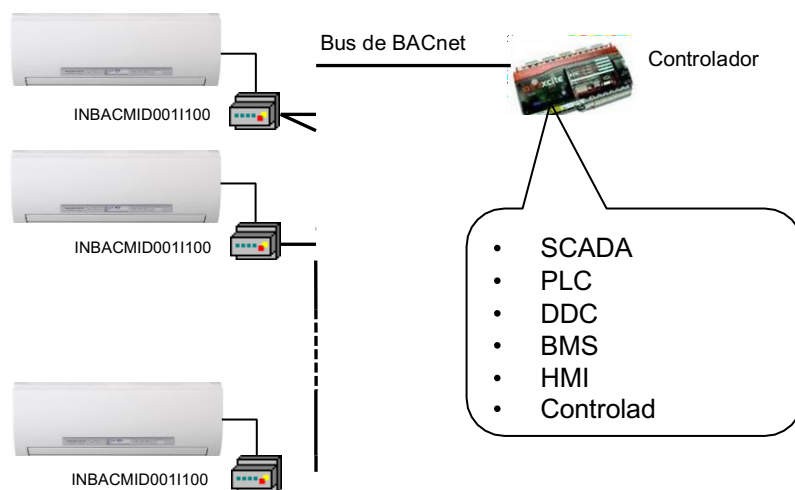 Bus de BACnet
Controlador
INBACMID001I100
INBACMID001I100
• SCADA
• PLC
• DDC
• BMS
• HMI
• Controlad
INBACMID001I100